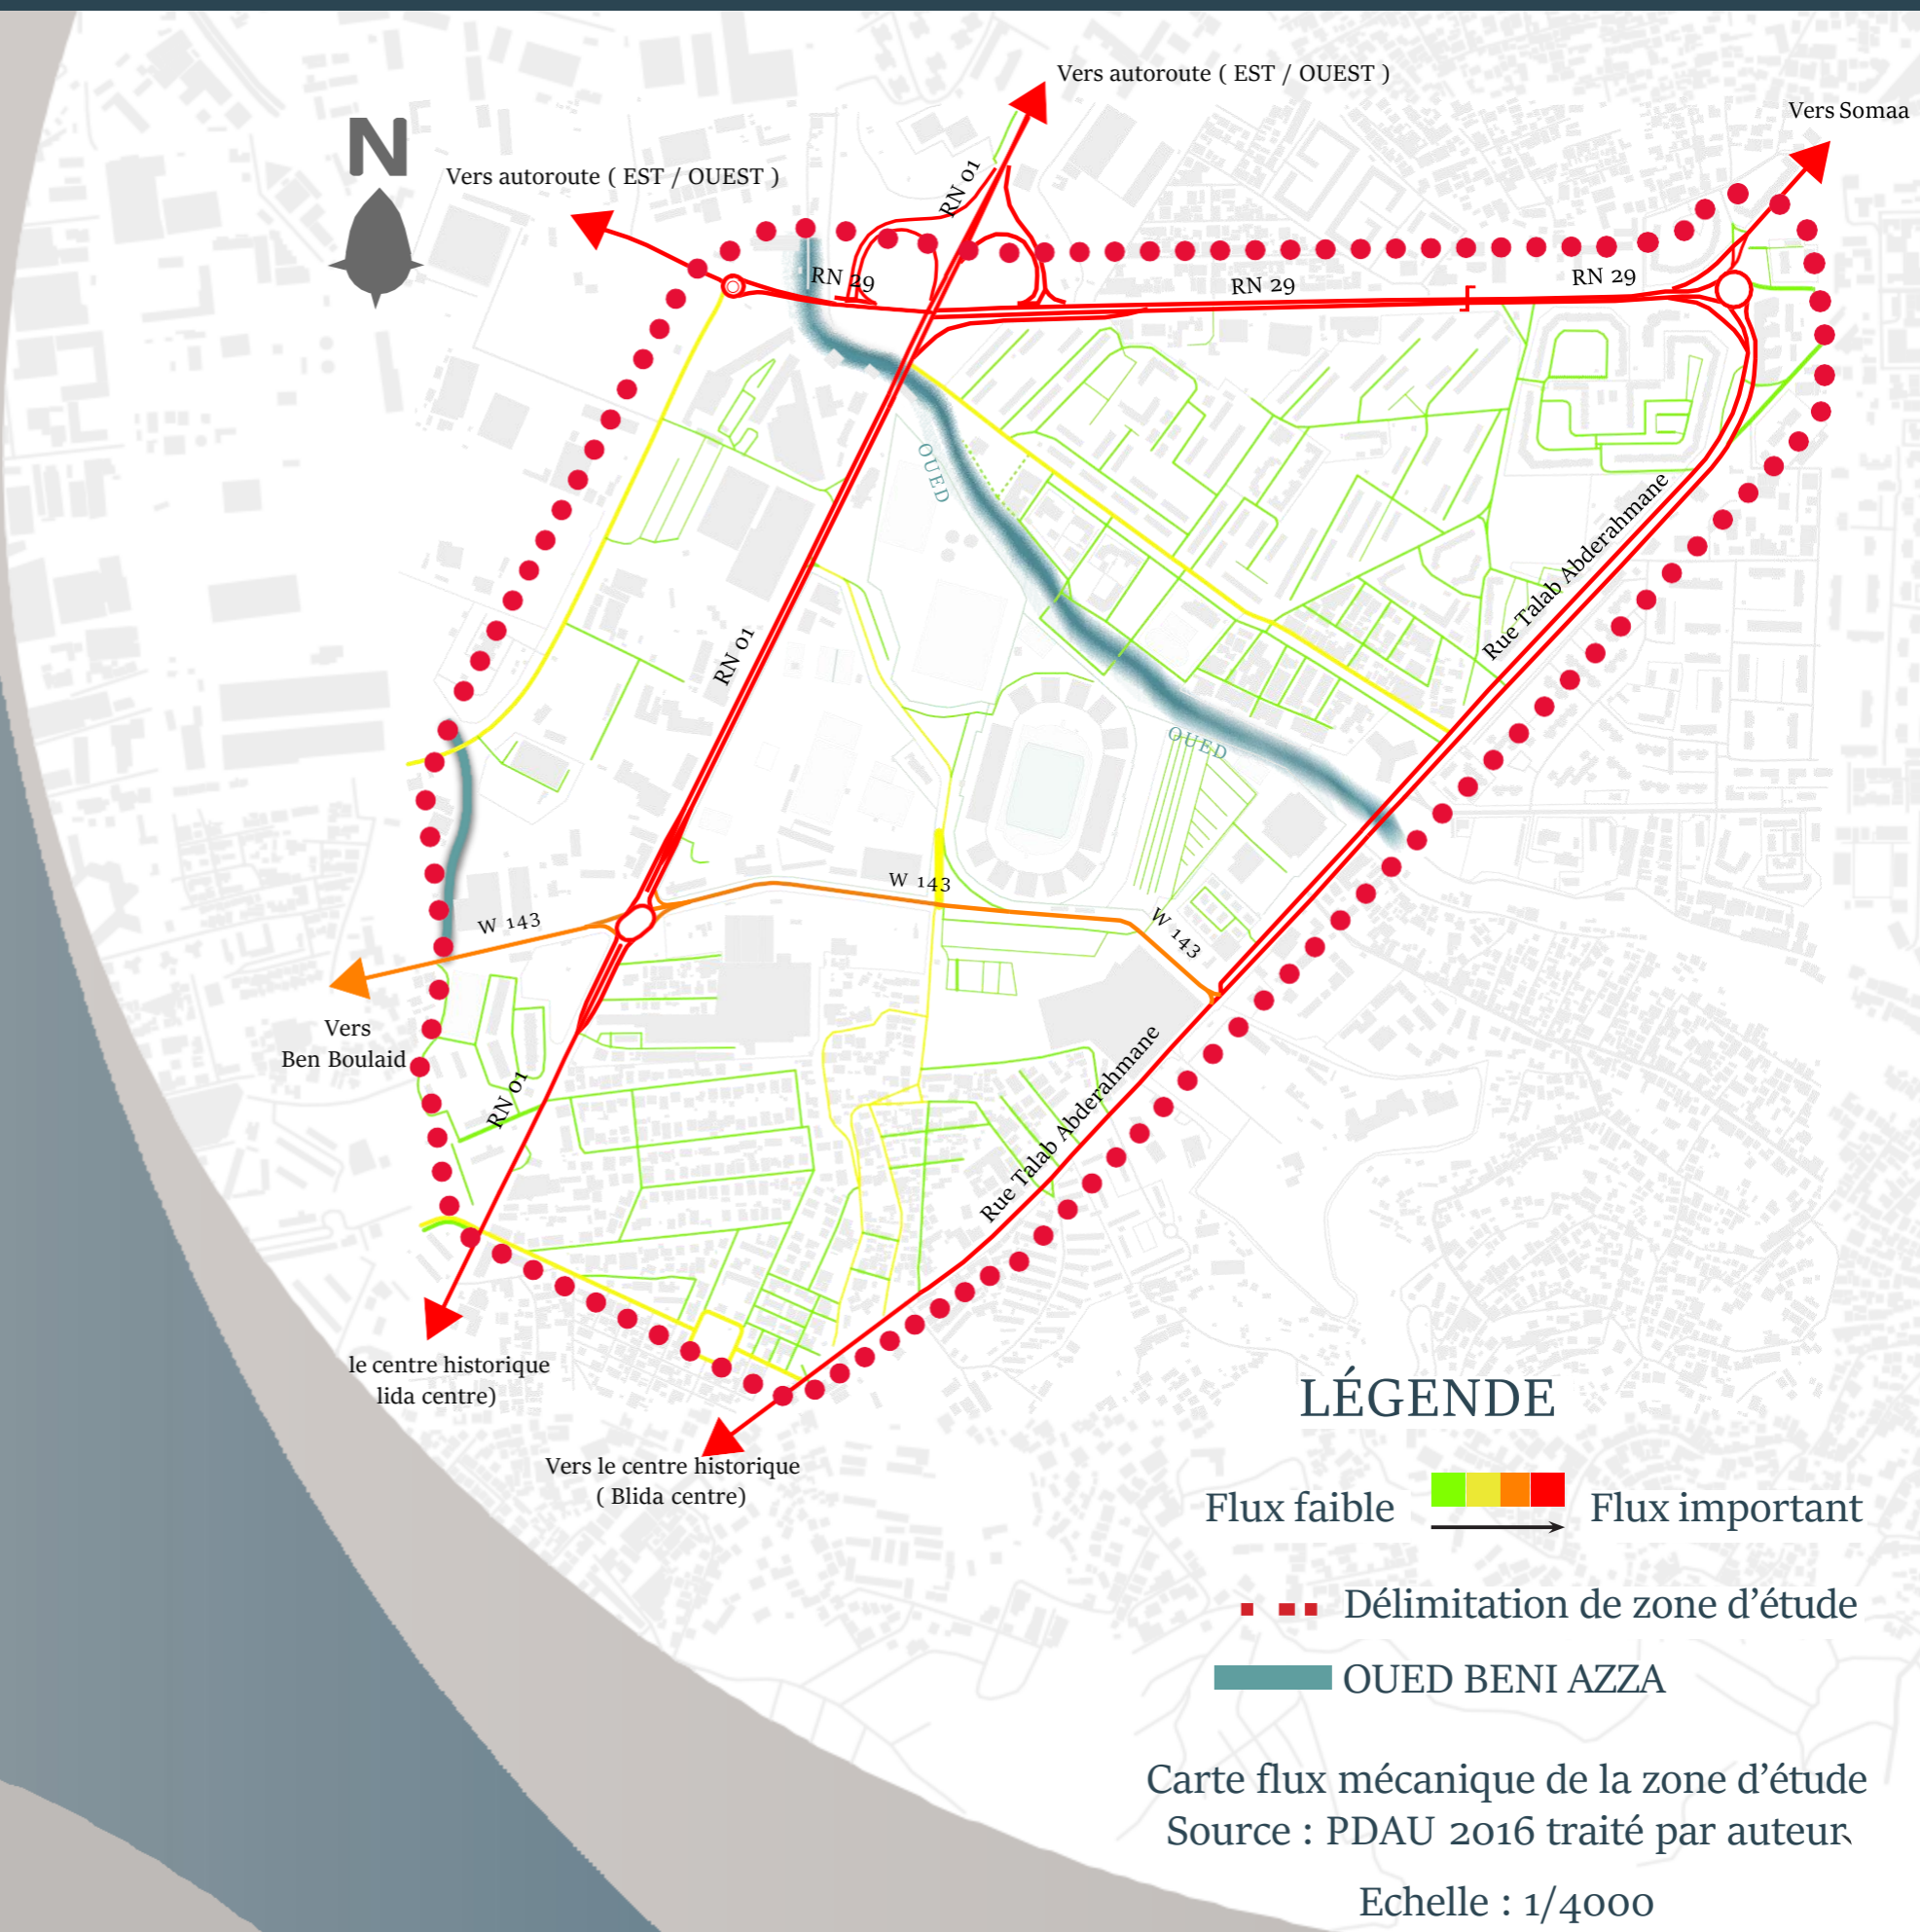 Vers autoroute ( EST / OUEST )
Vers Somaa
N
Vers autoroute ( EST / OUEST )
RN 01
RN 29
RN 29
RN 29
OUED
Rue Talab Abderahmane
RN 01
OUED
W 143
W 143
W 143
Vers
Ben Boulaid
RN 01
Rue Talab Abderahmane
le centre historique
lida centre)
Vers le centre historique
( Blida centre)
LÉGENDE
Flux faible
Flux important
Délimitation de zone d'étude
OUED BENI AZZA
Carte flux mécanique de la zone d'étude
Source : PDAU 2016 traité par auteur
Echelle : 1/4000